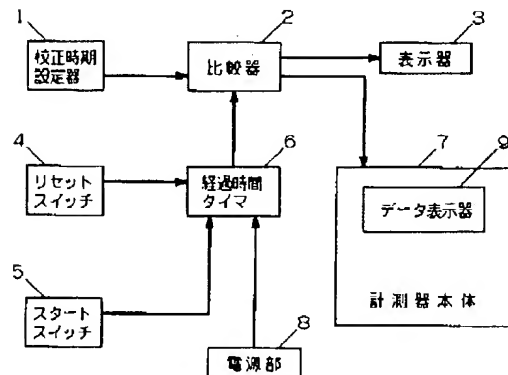 1
校正時期
設定器
2
比較器
3
表示器
4
リセット
スイッチ
6
経過時間
タイマ
7
9
データ表示器
計測器本体
5
スタート
スイッチ
8
電源部